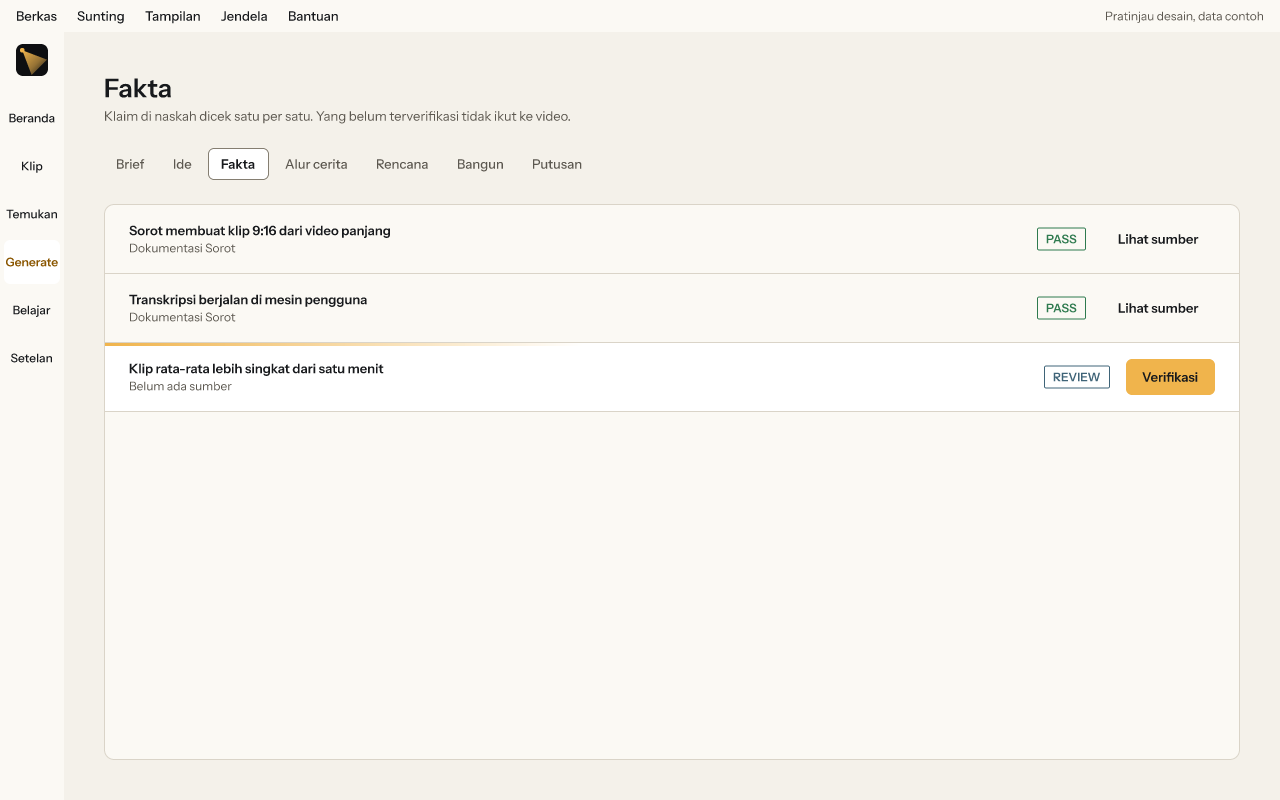 Berkas Sunting Tampilan Jendela Bantuan Pratinjau desain, data contoh
Beranda
Klip
Temukan
Generate
Belajar
Setelan
Fakta
Klaim di naskah dicek satu per satu. Yang belum terverifikasi tidak ikut ke video.
Brief Ide Fakta Alur cerita Rencana Bangun Putusan
Sorot membuat klip 9:16 dari video panjang
Dokumentasi Sorot
PASS Lihat sumber
Transkripsi berjalan di mesin pengguna
Dokumentasi Sorot
PASS Lihat sumber
Klip rata-rata lebih singkat dari satu menit
Belum ada sumber
REVIEW Verifikasi